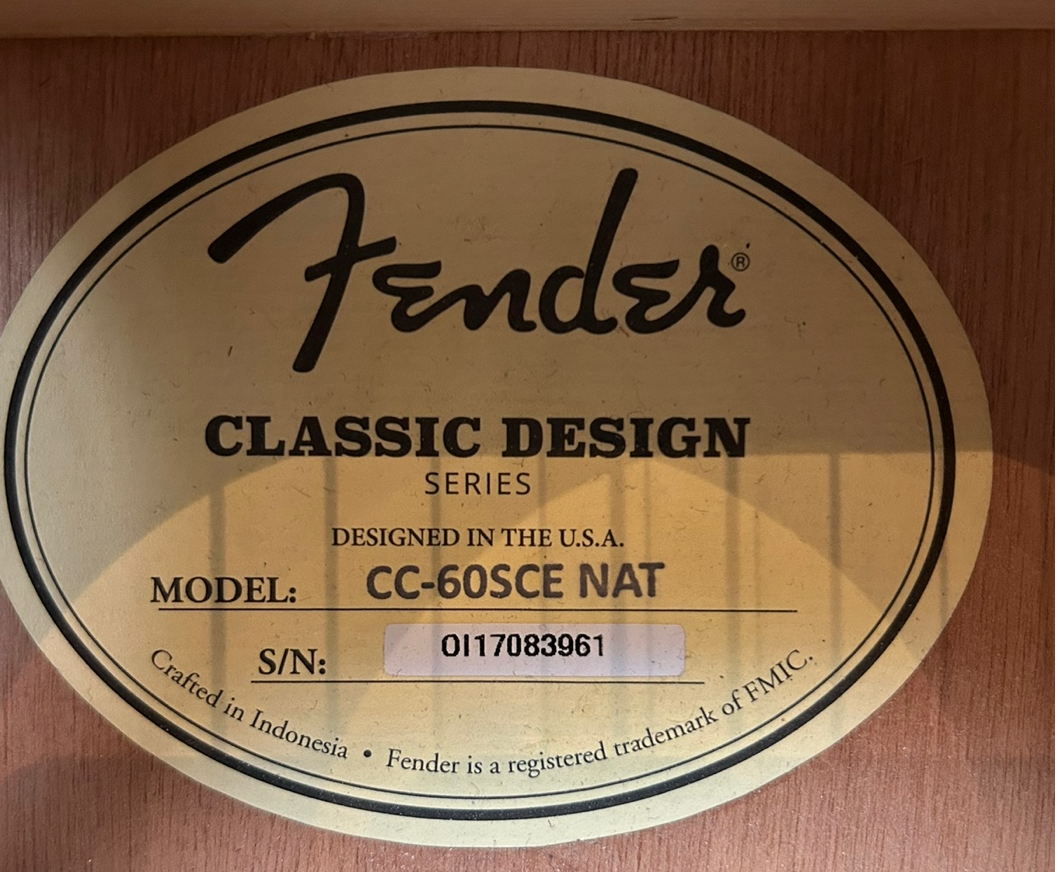 Fender®
CLASSIC DESIGN
SERIES
DESIGNED IN THE U.S.A.
MODEL: CC-60SCE NAT
S/N: OI17083961
Crafted in Indonesia • Fender is a registered trademark of FMIC.